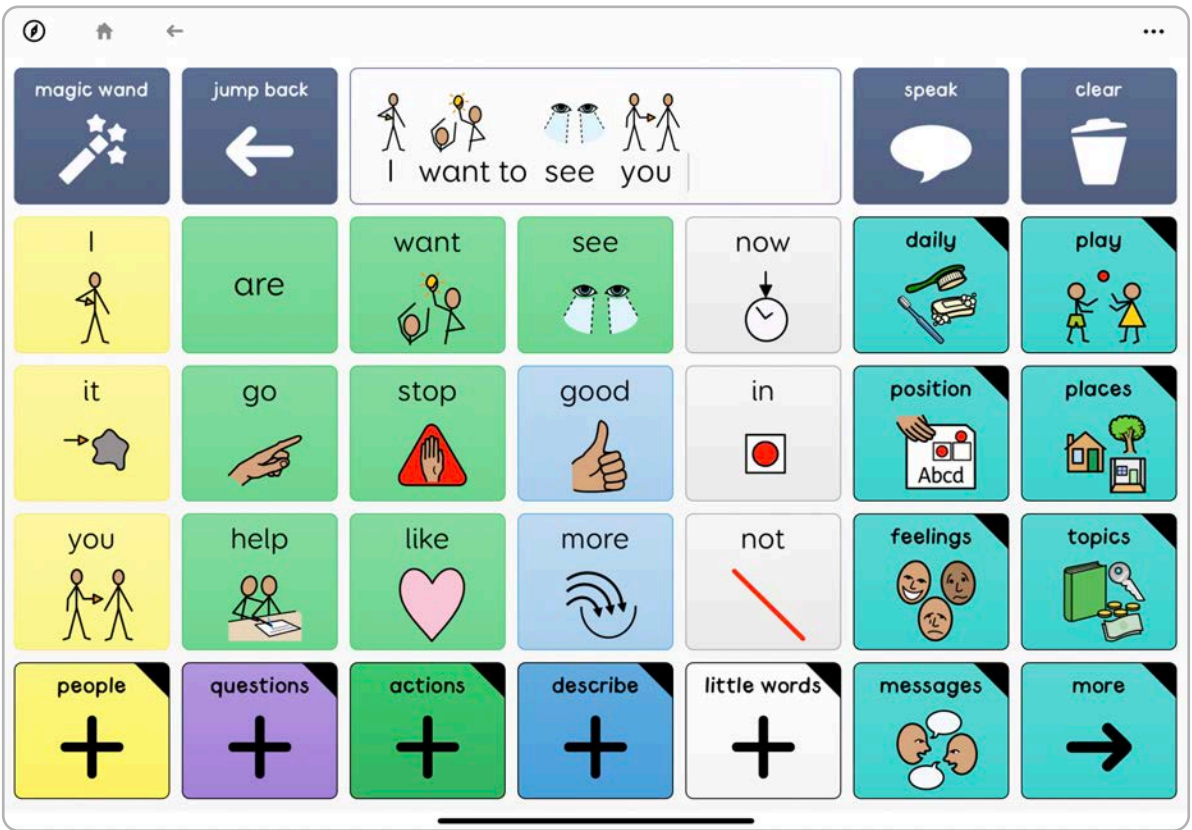 magic wand
jump back
I want to see you
speak
clear
I
are
want
see
now
daily
play
it
go
stop
good
in
position
Abcd
places
you
help
like
more
not
feelings
topics
people
questions
actions
describe
little words
messages
more